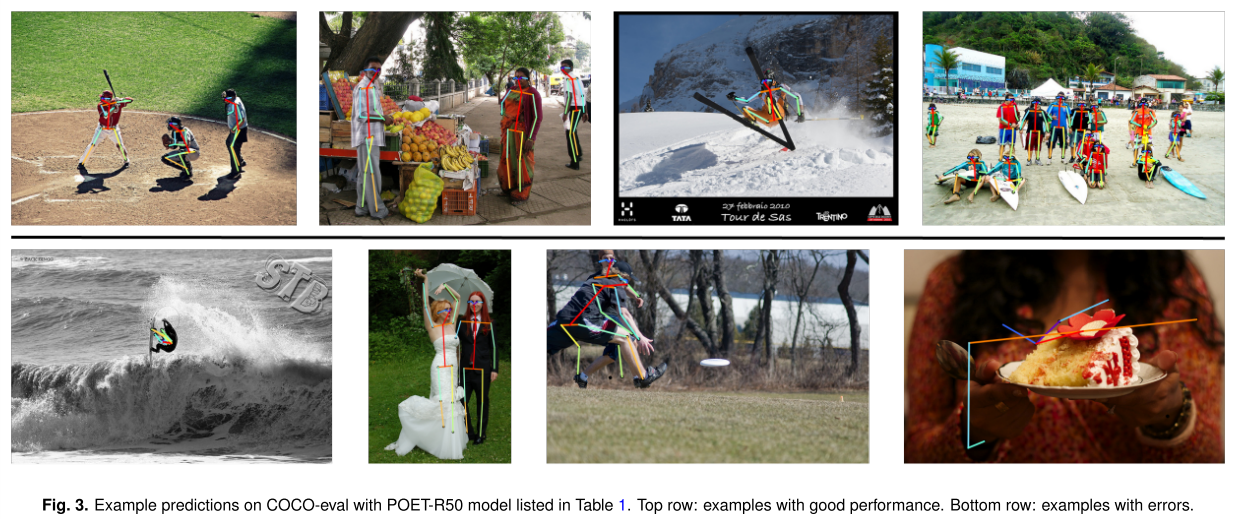 27 febbraio 2010
TATA
Tour de Sas
TRENTINO
STB
Fig. 3. Example predictions on COCO-eval with POET-R50 model listed in Table 1. Top row: examples with good performance. Bottom row: examples with errors.